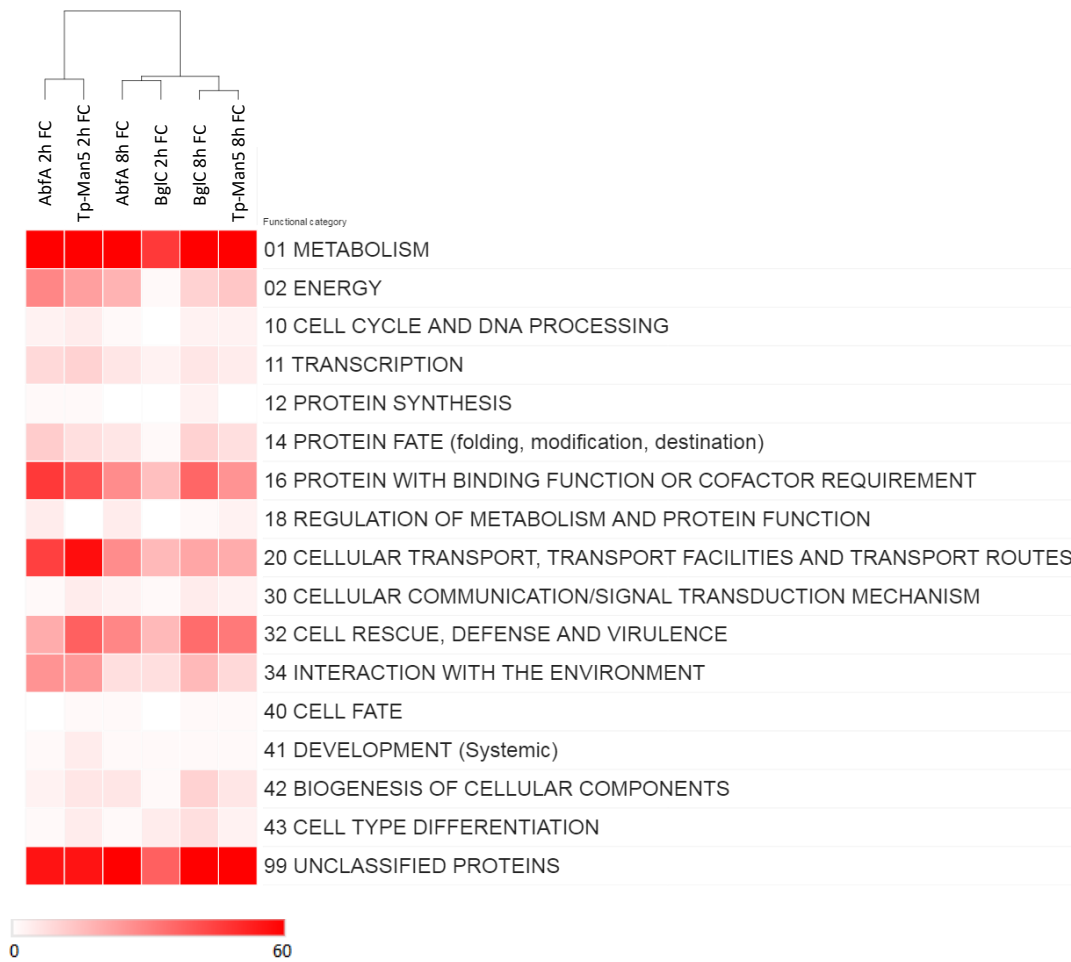 AbfA 2h FC
Tp-Man5 2h FC
AbfA 8h FC
BglC 2h FC
BglC 8h FC
Tp-Man5 8h FC
Functional category
01 METABOLISM
02 ENERGY
10 CELL CYCLE AND DNA PROCESSING
11 TRANSCRIPTION
12 PROTEIN SYNTHESIS
14 PROTEIN FATE (folding, modification, destination)
16 PROTEIN WITH BINDING FUNCTION OR COFACTOR REQUIREMENT
18 REGULATION OF METABOLISM AND PROTEIN FUNCTION
20 CELLULAR TRANSPORT, TRANSPORT FACILITIES AND TRANSPORT ROUTES
30 CELLULAR COMMUNICATION/SIGNAL TRANSDUCTION MECHANISM
32 CELL RESCUE, DEFENSE AND VIRULENCE
34 INTERACTION WITH THE ENVIRONMENT
40 CELL FATE
41 DEVELOPMENT (Systemic)
42 BIOGENESIS OF CELLULAR COMPONENTS
43 CELL TYPE DIFFERENTIATION
99 UNCLASSIFIED PROTEINS
0 60